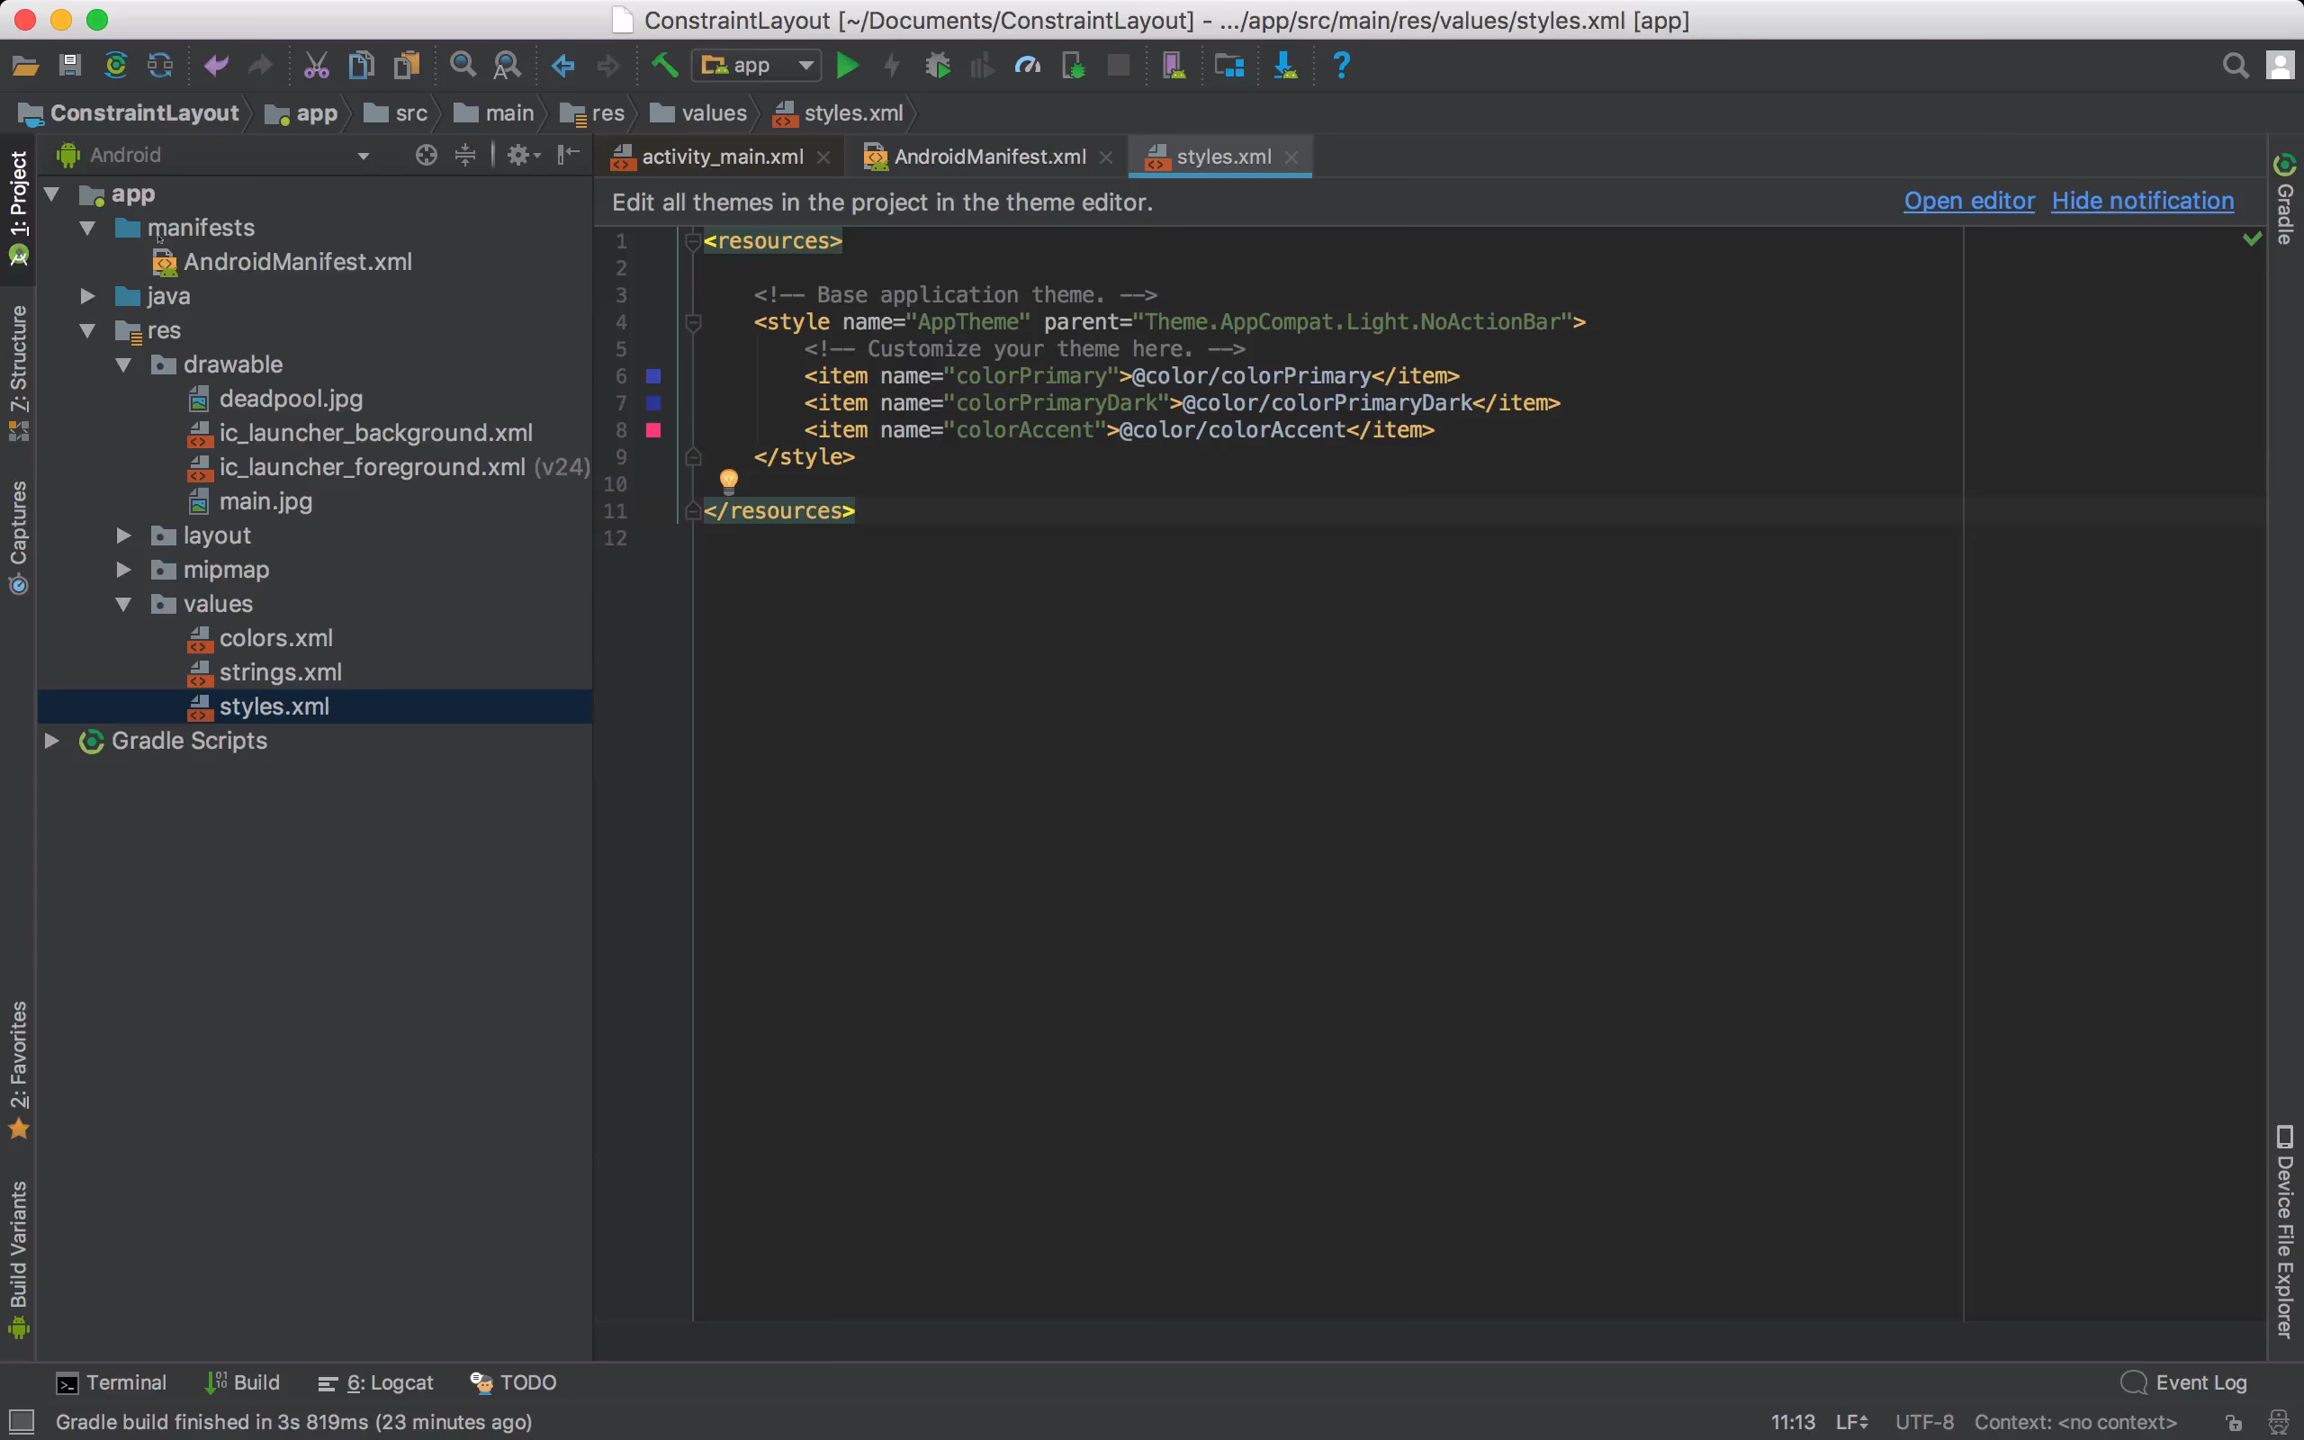 ConstraintLayout [~/Documents/ConstraintLayout] - .../app/src/main/res/values/styles.xml [app]
app
ConstraintLayout app src main res values styles.xml
1: Project
Z: Structure
Captures
2: Favorites
Build Variants
Android
app
manifests
AndroidManifest.xml
java
res
drawable
deadpool.jpg
ic_launcher_background.xml
ic_launcher_foreground.xml (v24)
main.jpg
layout
mipmap
values
colors.xml
strings.xml
styles.xml
Gradle Scripts
activity_main.xml AndroidManifest.xml styles.xml
Edit all themes in the project in the theme editor. Open editor Hide notification
1 <resources>
2
3 <!-- Base application theme. -->
4 <style name="AppTheme" parent="Theme.AppCompat.Light.NoActionBar">
5 <!-- Customize your theme here. -->
6 <item name="colorPrimary">@color/colorPrimary</item>
7 <item name="colorPrimaryDark">@color/colorPrimaryDark</item>
8 <item name="colorAccent">@color/colorAccent</item>
9 </style>
10
11 </resources>
12
Gradle
Device File Explorer
Terminal Build 6: Logcat TODO Event Log
Gradle build finished in 3s 819ms (23 minutes ago) 11:13 LF UTF-8 Context: <no context>